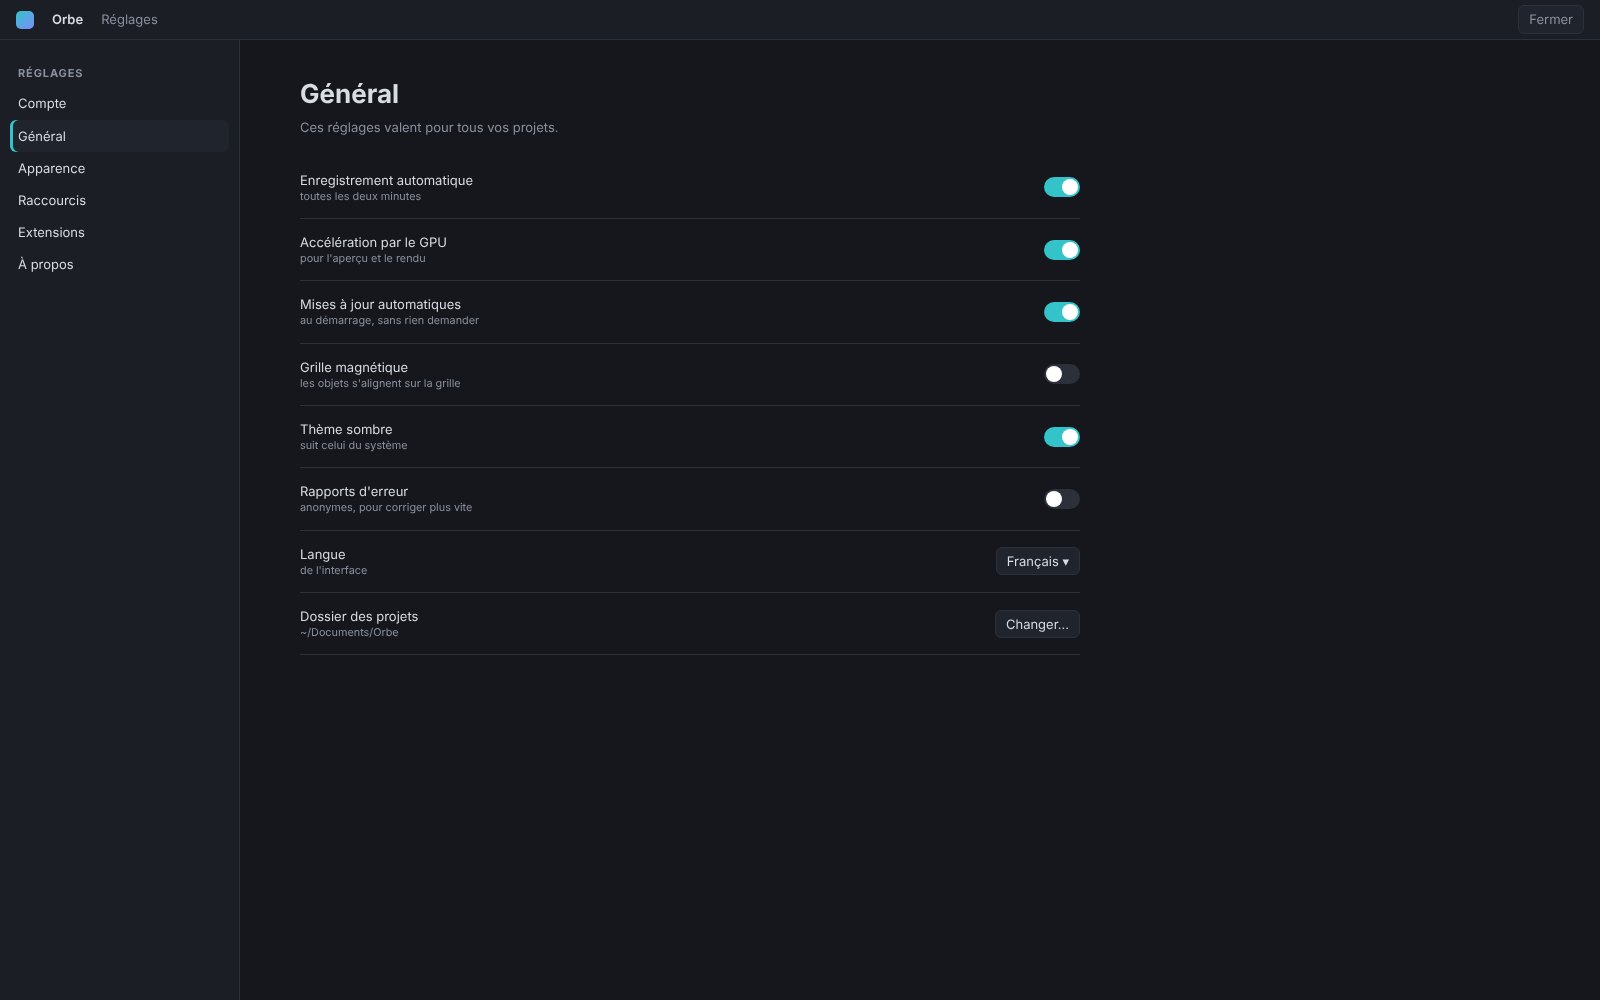 Orbe Réglages Fermer
RÉGLAGES
Compte
Général
Apparence
Raccourcis
Extensions
À propos
Général
Ces réglages valent pour tous vos projets.
Enregistrement automatique
toutes les deux minutes
Accélération par le GPU
pour l'aperçu et le rendu
Mises à jour automatiques
au démarrage, sans rien demander
Grille magnétique
les objets s'alignent sur la grille
Thème sombre
suit celui du système
Rapports d'erreur
anonymes, pour corriger plus vite
Langue
de l'interface
Français ▾
Dossier des projets
~/Documents/Orbe
Changer…